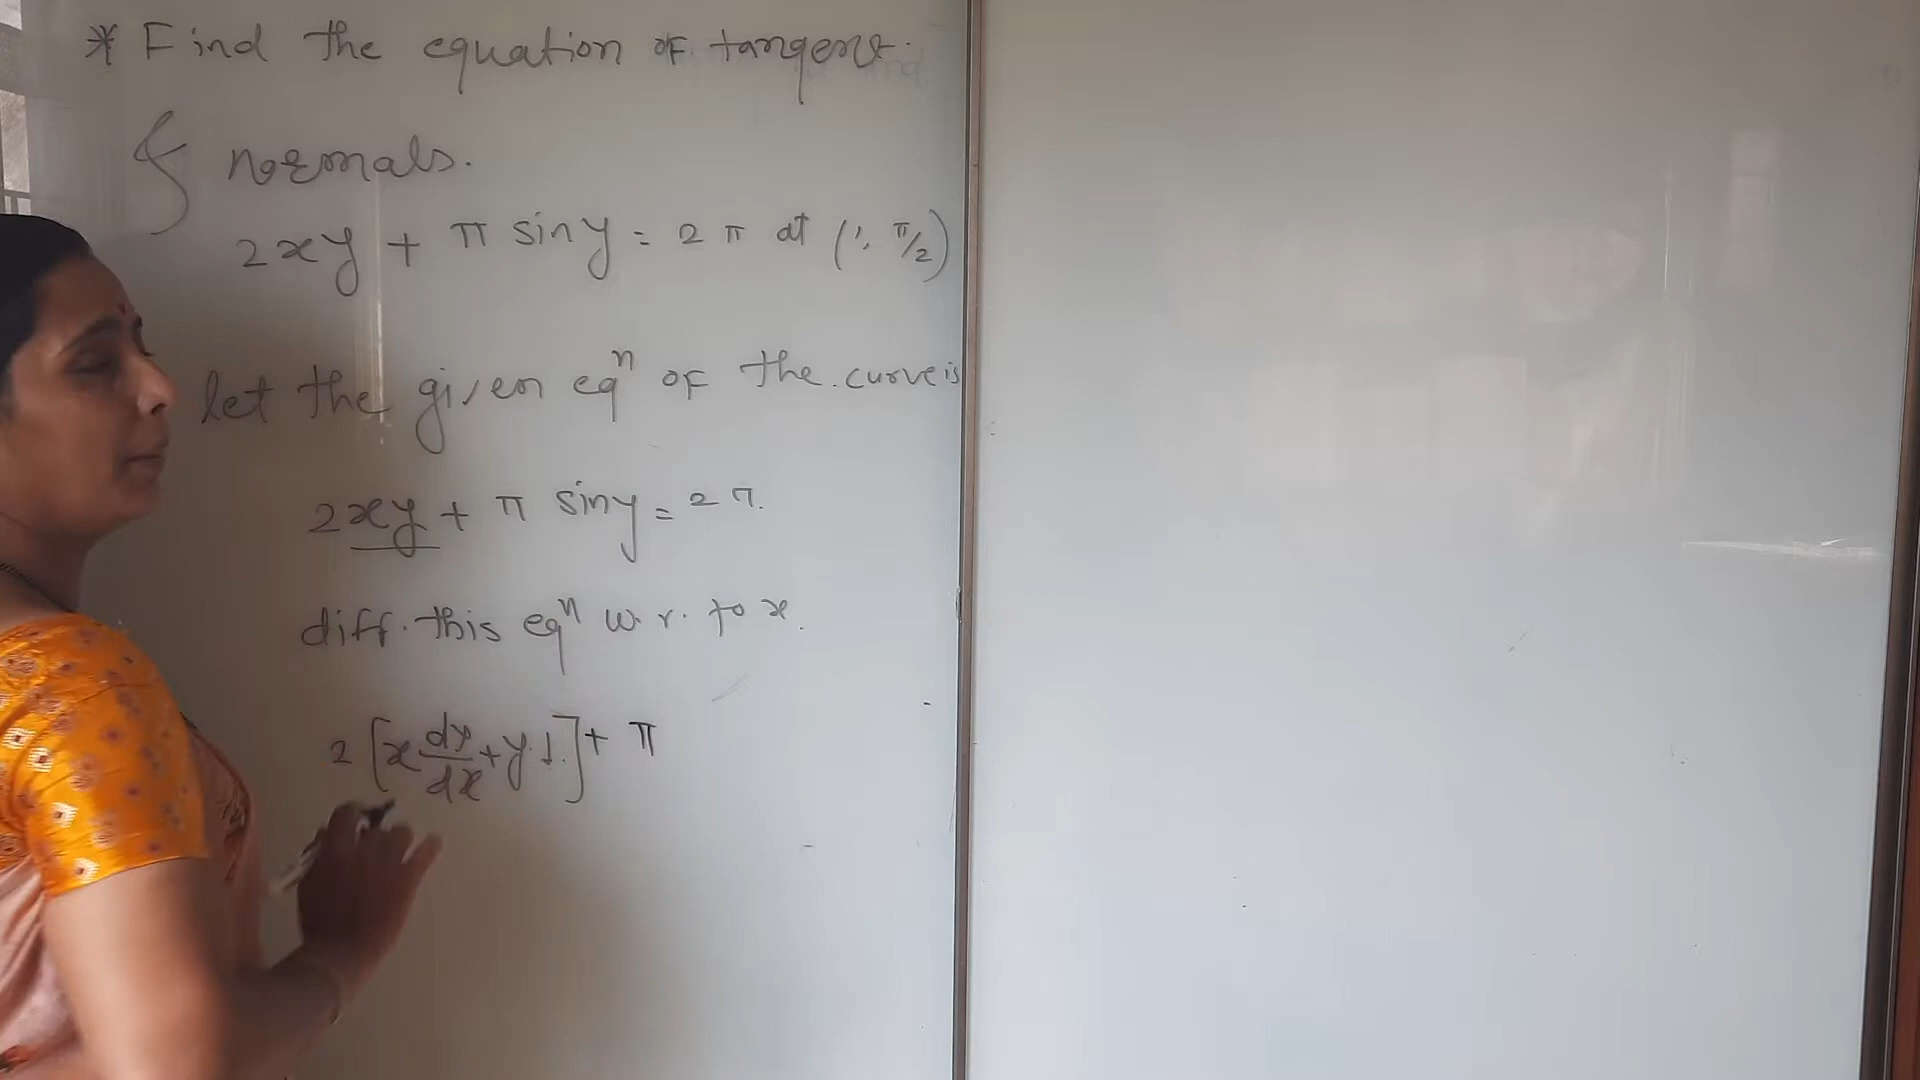 * Find the equation of tangent.
& normals.
2xy + π sin y = 2π at (1, π/2)
let the given eqⁿ of the curve is
2xy + π sin y = 2π.
diff. this eqⁿ w. r. to x.
2 [x dy/dx + y.1.] + π